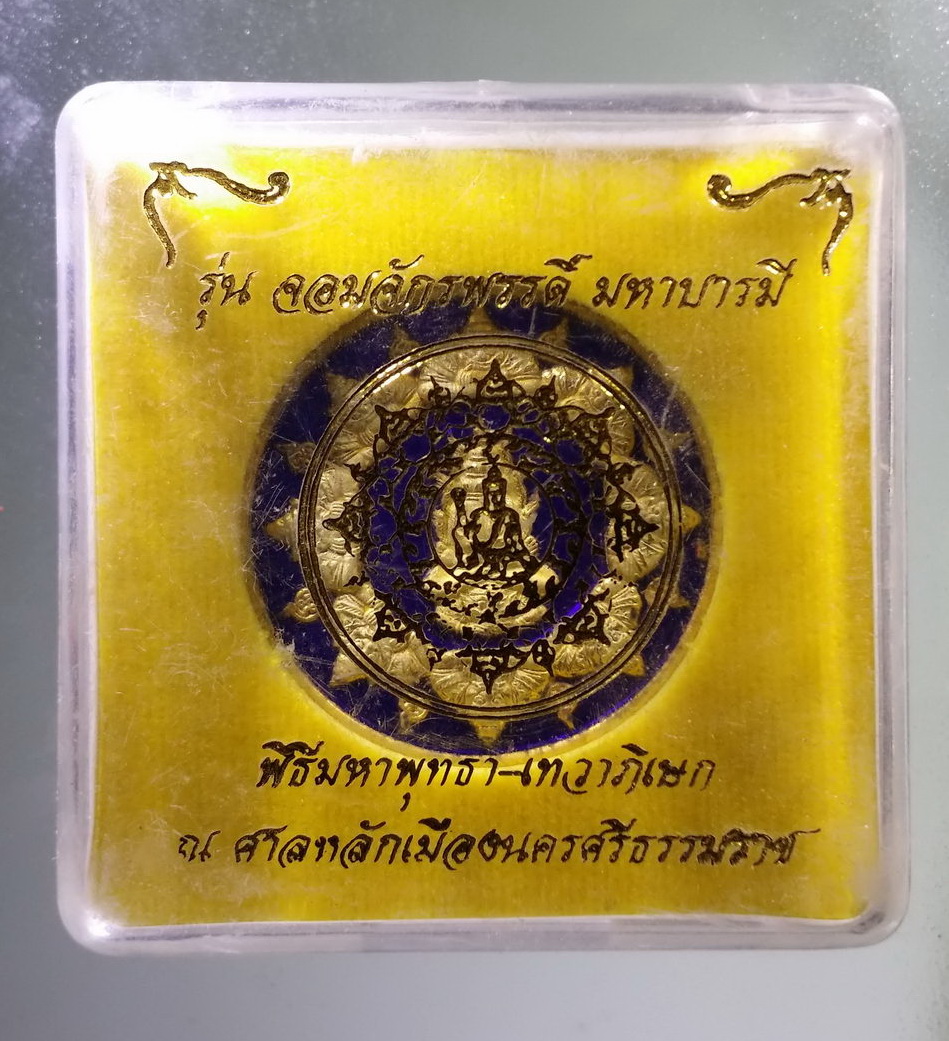 รุ่น จอมจักรพรรดิ์ มหาบารมี
พิธีมหาพุทธา-เทวาภิเษก
ณ ศาลหลักเมืองนครศรีธรรมราช